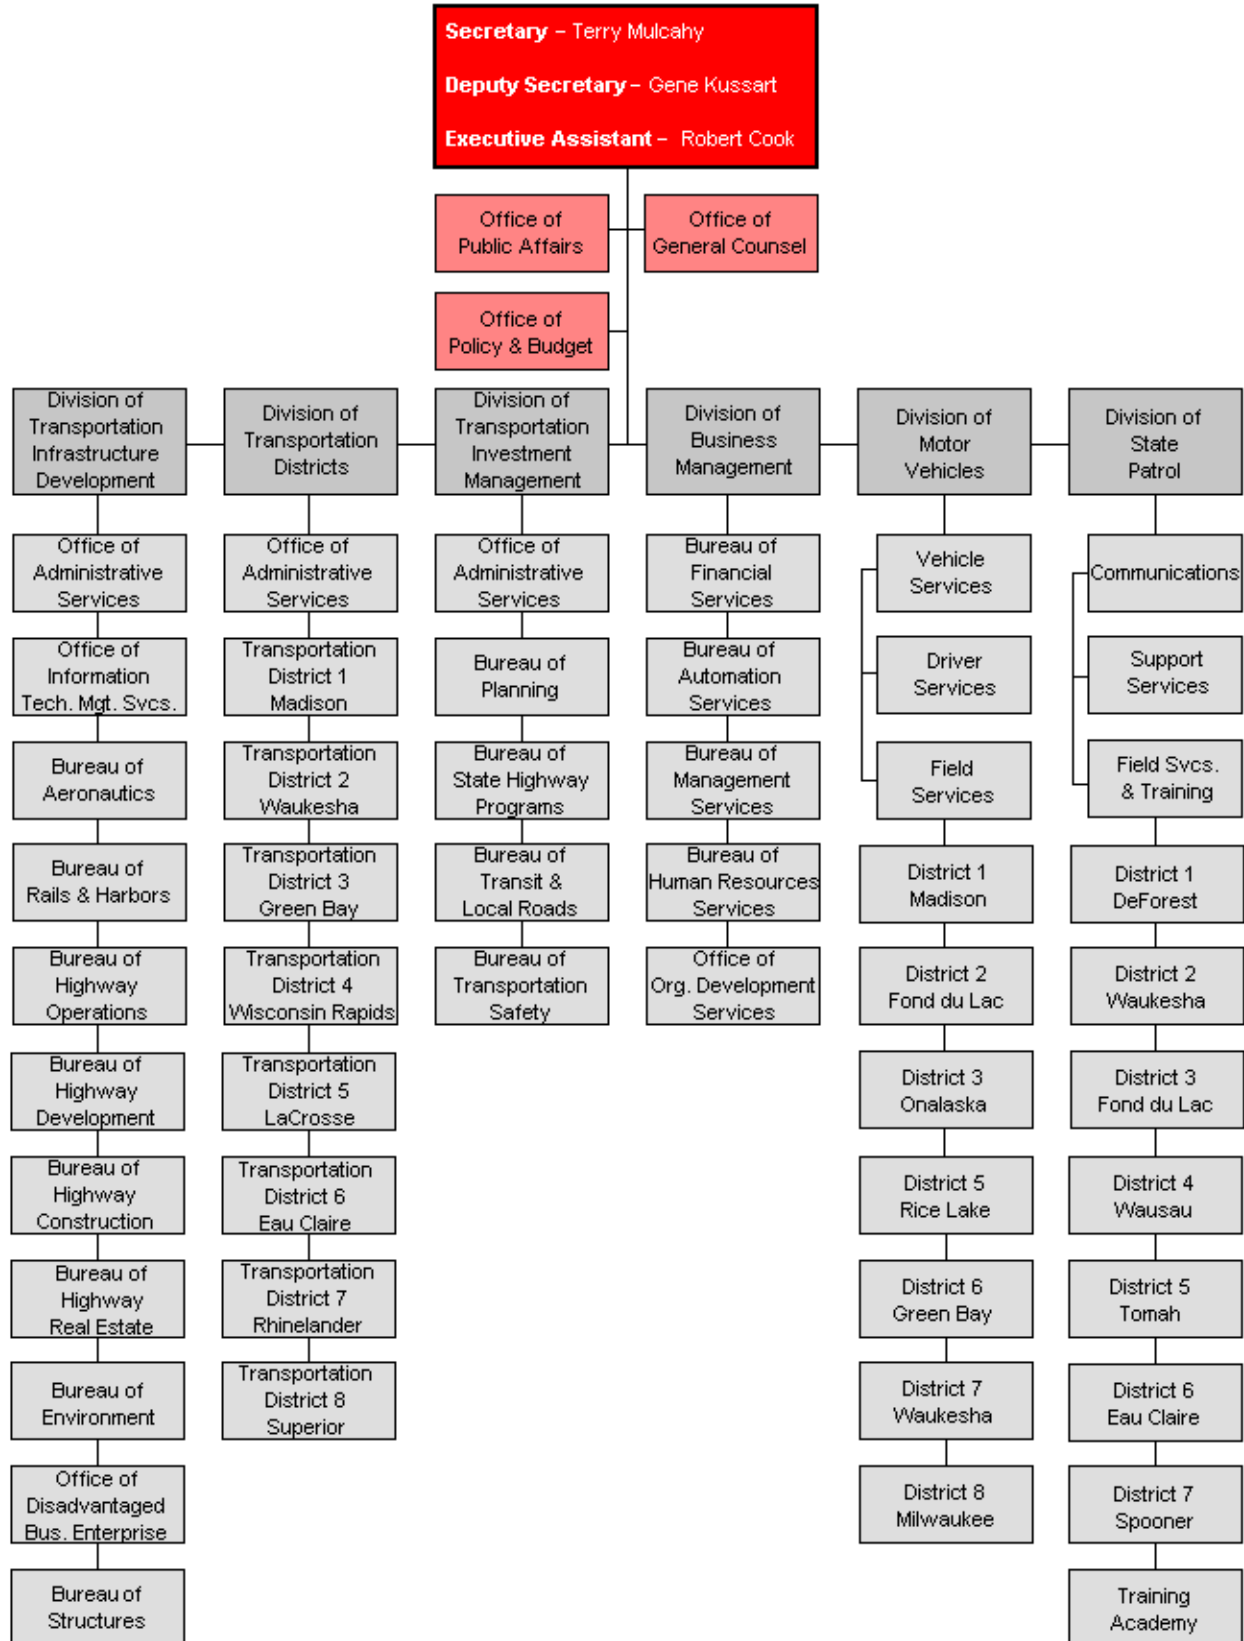 Secretary – Terry Mulcahy
Deputy Secretary – Gene Kussart
Executive Assistant – Robert Cook
Office of
Public Affairs
Office of
General Counsel
Office of
Policy & Budget
Division of
Transportation
Infrastructure
Development
Division of
Transportation
Districts
Division of
Transportation
Investment
Management
Division of
Business
Management
Division of
Motor
Vehicles
Division of
State
Patrol
Office of
Administrative
Services
Office of
Information
Tech. Mgt. Svcs.
Bureau of
Aeronautics
Bureau of
Rails & Harbors
Bureau of
Highway
Operations
Bureau of
Highway
Development
Bureau of
Highway
Construction
Bureau of
Highway
Real Estate
Bureau of
Environment
Office of
Disadvantaged
Bus. Enterprise
Bureau of
Structures
Office of
Administrative
Services
Transportation
District 1
Madison
Transportation
District 2
Waukesha
Transportation
District 3
Green Bay
Transportation
District 4
Wisconsin Rapids
Transportation
District 5
LaCrosse
Transportation
District 6
Eau Claire
Transportation
District 7
Rhinelander
Transportation
District 8
Superior
Office of
Administrative
Services
Bureau of
Planning
Bureau of
State Highway
Programs
Bureau of
Transit &
Local Roads
Bureau of
Transportation
Safety
Bureau of
Financial
Services
Bureau of
Automation
Services
Bureau of
Management
Services
Bureau of
Human Resources
Services
Office of
Org. Development
Services
Vehicle
Services
Driver
Services
Field
Services
District 1
Madison
District 2
Fond du Lac
District 3
Onalaska
District 5
Rice Lake
District 6
Green Bay
District 7
Waukesha
District 8
Milwaukee
Communications
Support
Services
Field Svcs.
& Training
District 1
DeForest
District 2
Waukesha
District 3
Fond du Lac
District 4
Wausau
District 5
Tomah
District 6
Eau Claire
District 7
Spooner
Training
Academy